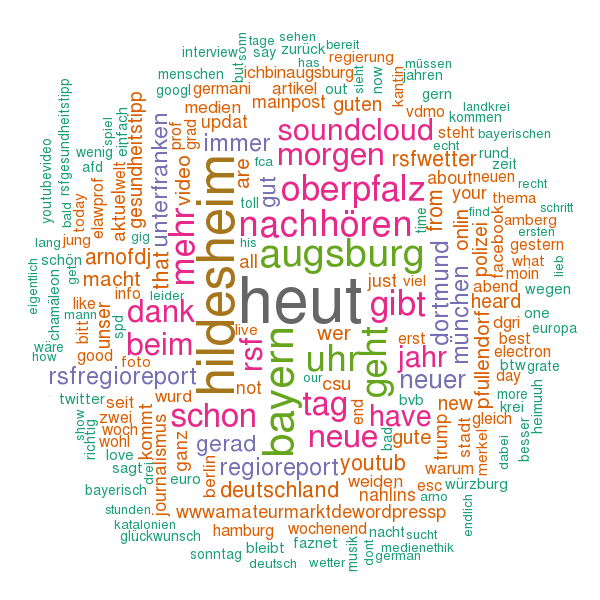 sehen
tage
sonn
interview
say
zurück
bereit
but
has
regierung
menschen
ichbinaugsburg
müssen
jahren
googl
germani
artikel
out
now
sieht
kantin
gern
medien
mainpost
guten
vdmo
landkrei
kommen
updat
soundcloud
steht
bayerischen
immer
morgen
echt
rsfwetter
rund
zeit
youtubevideo
rsfgesundheitstipp
wenig
afd
spiel
einfach
gesundheitstipp
unterfranken
prof
grad
video
are
fca
gut
about
neuen
recht
elawprof
aktuell
welt
toll
oberpfalz
from
your
thema
bald
today
mehr
hildesheim
his
nachhören
time
onlin
find
bamberg
schritt
lang
jung
gig
arnofdj
that
all
augsburg
dortmund
münchen
polizei
facebook
gestern
ersten
eigentlich
schön
chamäleon
get
macht
leider
heut
just
viel
heard
what
moin
wegen
lieb
abend
mann
like
info
dank
gibt
dgri
one
europa
wäre
bitt
unser
spd
beim
live
rsf
wer
uhr
geht
erst
pfullendorf
best
electron
how
good
foto
bayern
our
jahr
btw
grate
rsfregioreport
not
csu
neuer
day
twitter
seit
wurd
tag
end
bvb
have
new
more
krei
heimuuh
show
zwei
woch
schon
neue
bad
gute
trump
stadt
gleich
besser
richtig
wohl
kommt
ganz
gerad
love
journalismus
regioreport
youtub
warum
merkel
dabei
sagt
drei
berlin
euro
weiden
esc
würzburg
bayerisch
deutschland
nahlins
arno
endlich
stunden
wwwamateurmarktdewordpressp
katalonien
glückwunsch
hamburg
wochenend
nacht
sucht
sonntag
bleibt
faznet
musik
dont
medienethik
deutsch
wetter
german